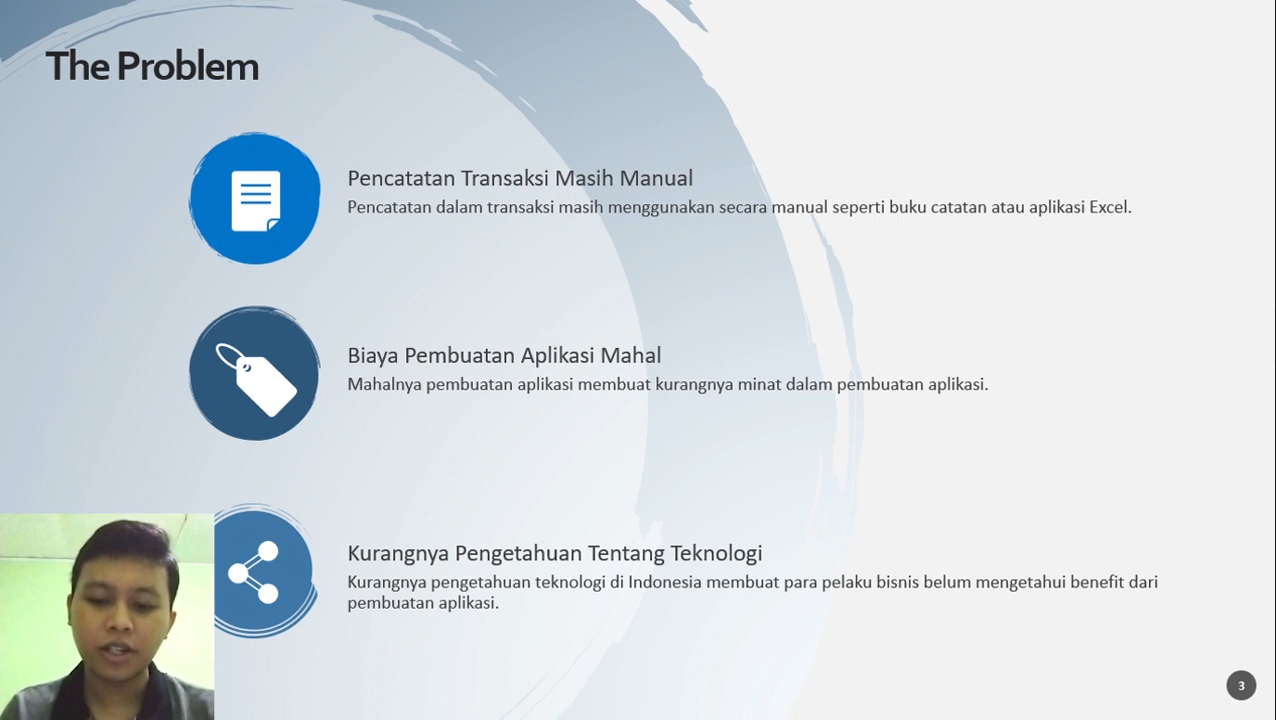 The Problem
Pencatatan Transaksi Masih Manual
Pencatatan dalam transaksi masih menggunakan secara manual seperti buku catatan atau aplikasi Excel.
Biaya Pembuatan Aplikasi Mahal
Mahalnya pembuatan aplikasi membuat kurangnya minat dalam pembuatan aplikasi.
Kurangnya Pengetahuan Tentang Teknologi
Kurangnya pengetahuan teknologi di Indonesia membuat para pelaku bisnis belum mengetahui benefit dari
pembuatan aplikasi.
3